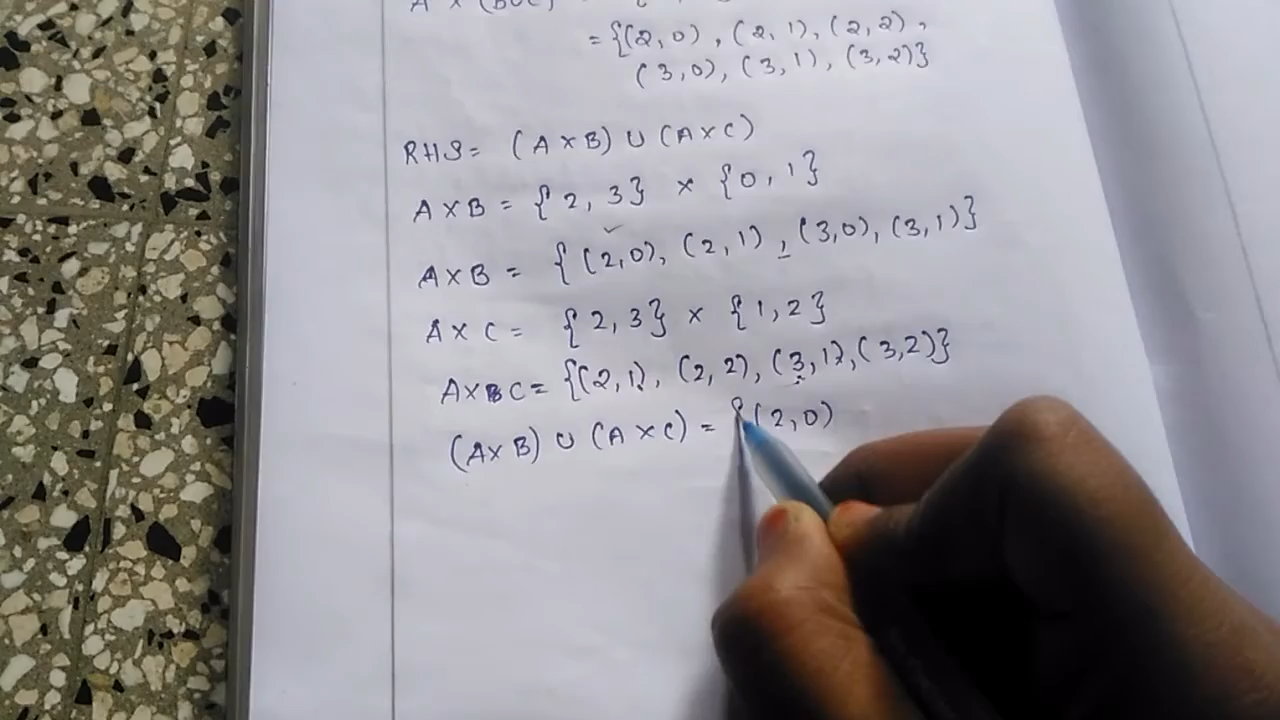 A × (B∪C)
= {(2,0), (2,1), (2,2),
(3,0), (3,1), (3,2)}
RHS = (A×B) ∪ (A×C)
A×B = {2,3} × {0,1}
A×B = {(2,0), (2,1), (3,0), (3,1)}
A×C = {2,3} × {1,2}
A×C = {(2,1), (2,2), (3,1), (3,2)}
(A×B) ∪ (A×C) = {(2,0)